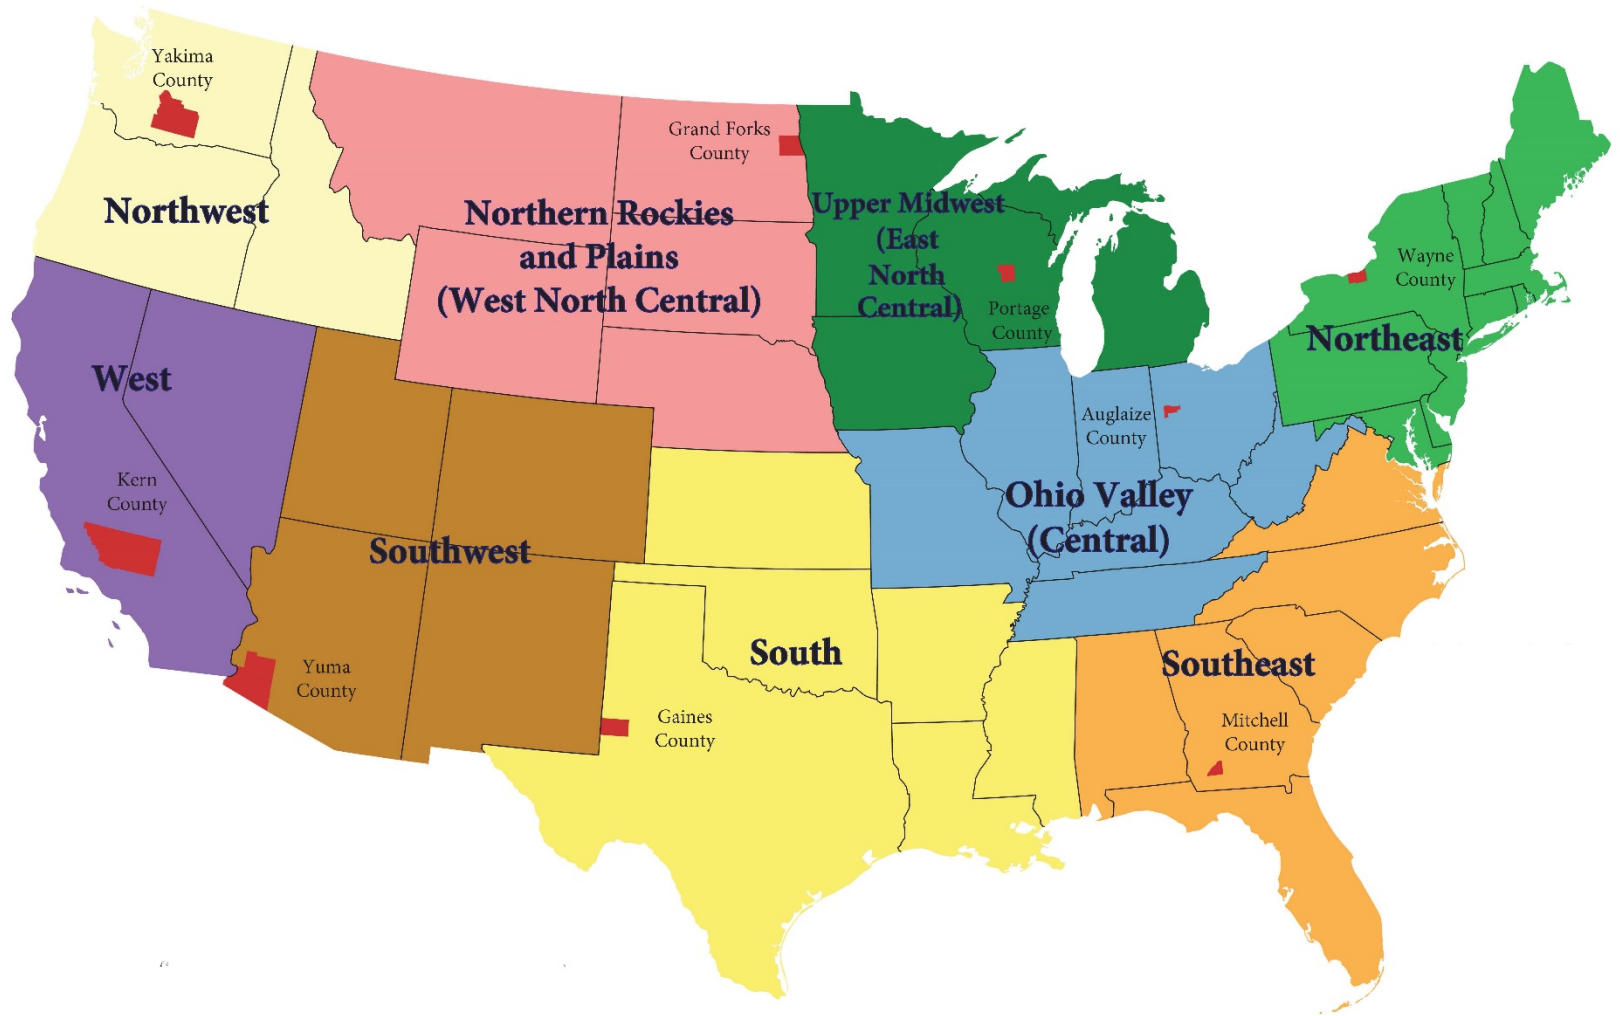 Yakima
County
Northwest
Grand Forks
County
Northern Rockies
and Plains
(West North Central)
Upper Midwest
(East
North
Central)
Portage
County
Wayne
County
Northeast
West
Kern
County
Auglaize
County
Ohio Valley
(Central)
Southwest
Yuma
County
South
Gaines
County
Southeast
Mitchell
County